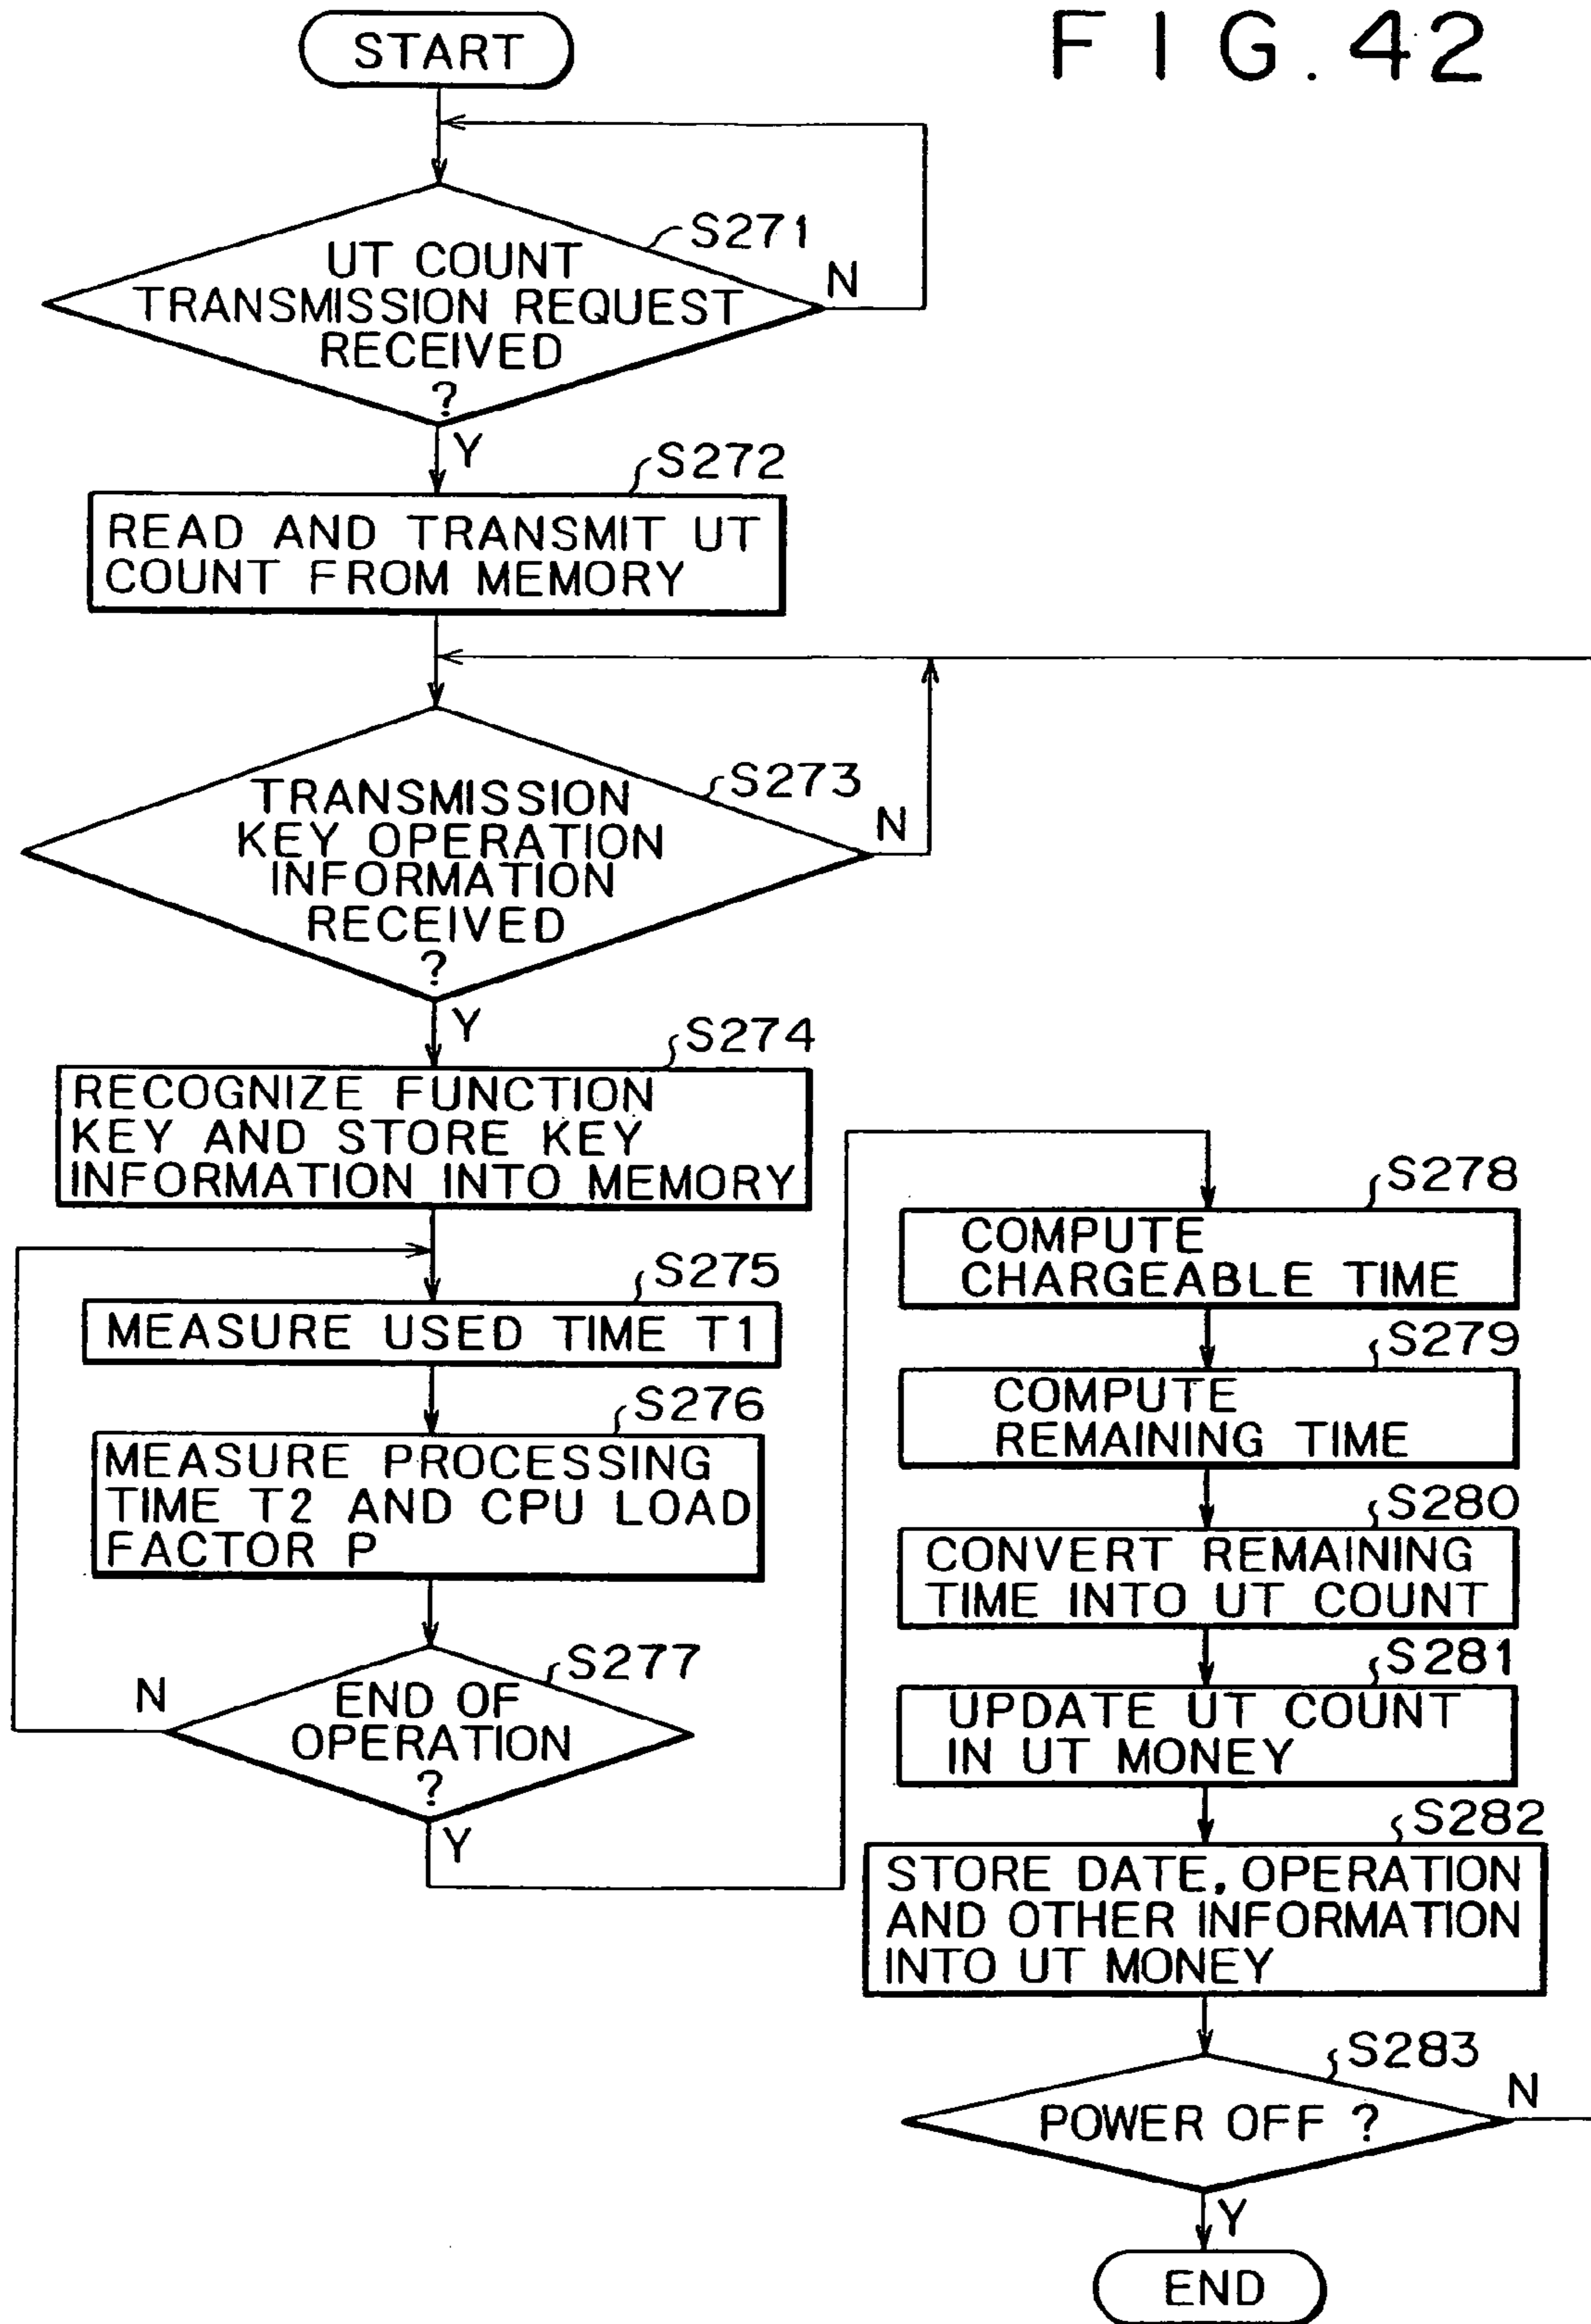 FIG.42
START
S271
UT COUNT
TRANSMISSION REQUEST
RECEIVED
?
N
Y
S272
READ AND TRANSMIT UT
COUNT FROM MEMORY
S273
TRANSMISSION
KEY OPERATION
INFORMATION
RECEIVED
?
N
Y
S274
RECOGNIZE FUNCTION
KEY AND STORE KEY
INFORMATION INTO MEMORY
S275
MEASURE USED TIME T1
S276
MEASURE PROCESSING
TIME T2 AND CPU LOAD
FACTOR P
S277
END OF
OPERATION
?
N
Y
S278
COMPUTE
CHARGEABLE TIME
S279
COMPUTE
REMAINING TIME
S280
CONVERT REMAINING
TIME INTO UT COUNT
S281
UPDATE UT COUNT
IN UT MONEY
S282
STORE DATE, OPERATION
AND OTHER INFORMATION
INTO UT MONEY
S283
POWER OFF ?
N
Y
END